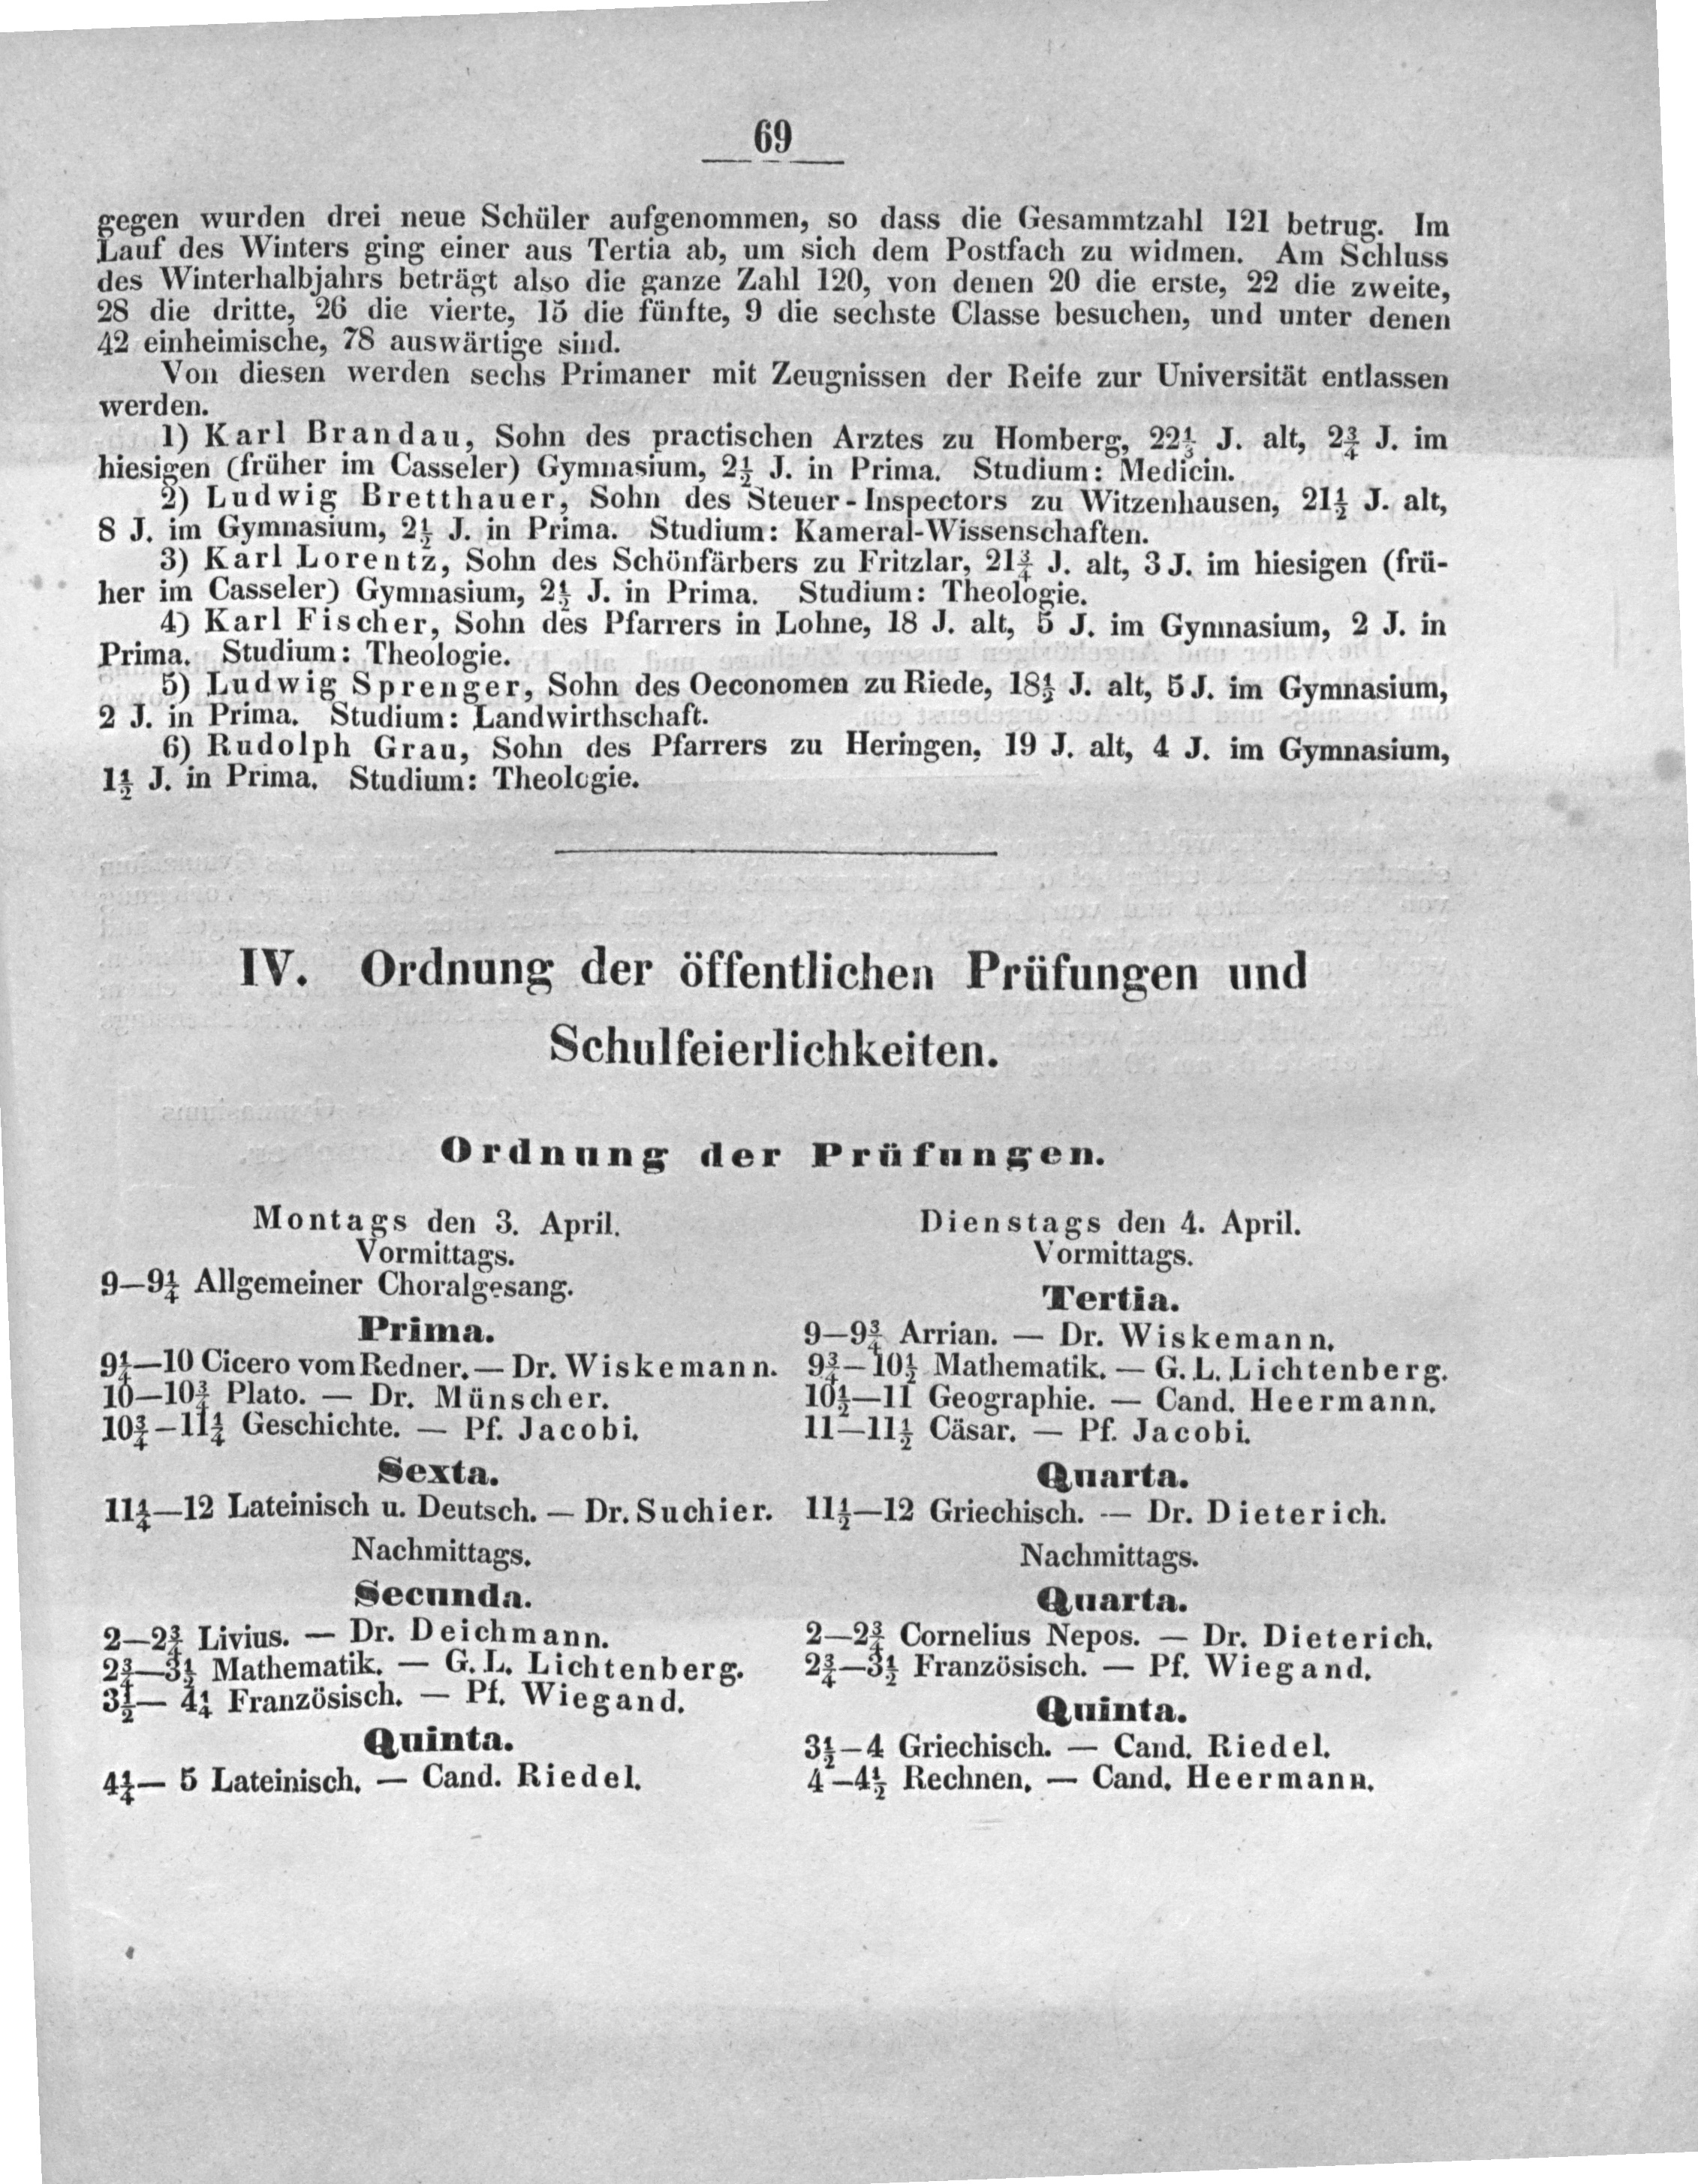 69
gegen wurden drei neue Schüler aufgenommen, so dass die Gesammtzahl 121 betrug. Im
Lauf des Winters ging einer aus Tertia ab, um sich dem Postfach zu widmen. Am Schluss
des Winterhalbjahrs beträgt also die ganze Zahl 120, von denen 20 die erste, 22 die zweite,
28 die dritte, 26 die vierte, 15 die fünfte, 9 die sechste Classe besuchen, und unter denen
42 einheimische, 78 auswärtige sind.
Von diesen werden sechs Primaner mit Zeugnissen der Reife zur Universität entlassen
werden.
1) Karl Brandau, Sohn des practischen Arztes zu Homberg, 22⅓ J. alt, 2¾ J. im
hiesigen (früher im Casseler) Gymnasium, 2½ J. in Prima. Studium: Medicin.
2) Ludwig Bretthauer, Sohn des Steuer-Inspectors zu Witzenhausen, 21½ J. alt,
8 J. im Gymnasium, 2½ J. in Prima. Studium: Kameral-Wissenschaften.
3) Karl Lorentz, Sohn des Schönfärbers zu Fritzlar, 21¾ J. alt, 3 J. im hiesigen (frü-
her im Casseler) Gymnasium, 2½ J. in Prima. Studium: Theologie.
4) Karl Fischer, Sohn des Pfarrers in Lohne, 18 J. alt, 5 J. im Gymnasium, 2 J. in
Prima. Studium: Theologie.
5) Ludwig Sprenger, Sohn des Oeconomen zu Riede, 18½ J. alt, 5 J. im Gymnasium,
2 J. in Prima. Studium: Landwirthschaft.
6) Rudolph Grau, Sohn des Pfarrers zu Heringen, 19 J. alt, 4 J. im Gymnasium,
1½ J. in Prima. Studium: Theologie.
IV. Ordnung der öffentlichen Prüfungen und
Schulfeierlichkeiten.
Ordnung der Prüfungen.
Montags den 3. April.
Vormittags.
9—9¼ Allgemeiner Choralgesang.
Prima.
9¼—10 Cicero vom Redner. — Dr. Wiskemann.
10—10¾ Plato. — Dr. Münscher.
10¾—11¼ Geschichte. — Pf. Jacobi.
Sexta.
11¼—12 Lateinisch u. Deutsch. — Dr. Suchier.
Nachmittags.
Secunda.
2—2¾ Livius. — Dr. Deichmann.
2¾—3½ Mathematik. — G. L. Lichtenberg.
3½— 4¼ Französisch. — Pf. Wiegand.
Quinta.
4¼— 5 Lateinisch. — Cand. Riedel.
Dienstags den 4. April.
Vormittags.
Tertia.
9—9¾ Arrian. — Dr. Wiskemann.
9¾—10½ Mathematik. — G. L. Lichtenberg.
10½—11 Geographie. — Cand. Heermann.
11—11½ Cäsar. — Pf. Jacobi.
Quarta.
11½—12 Griechisch. — Dr. Dieterich.
Nachmittags.
Quarta.
2—2¾ Cornelius Nepos. — Dr. Dieterich.
2¾—3½ Französisch. — Pf. Wiegand.
Quinta.
3½—4 Griechisch. — Cand. Riedel.
4—4½ Rechnen. — Cand. Heermann.